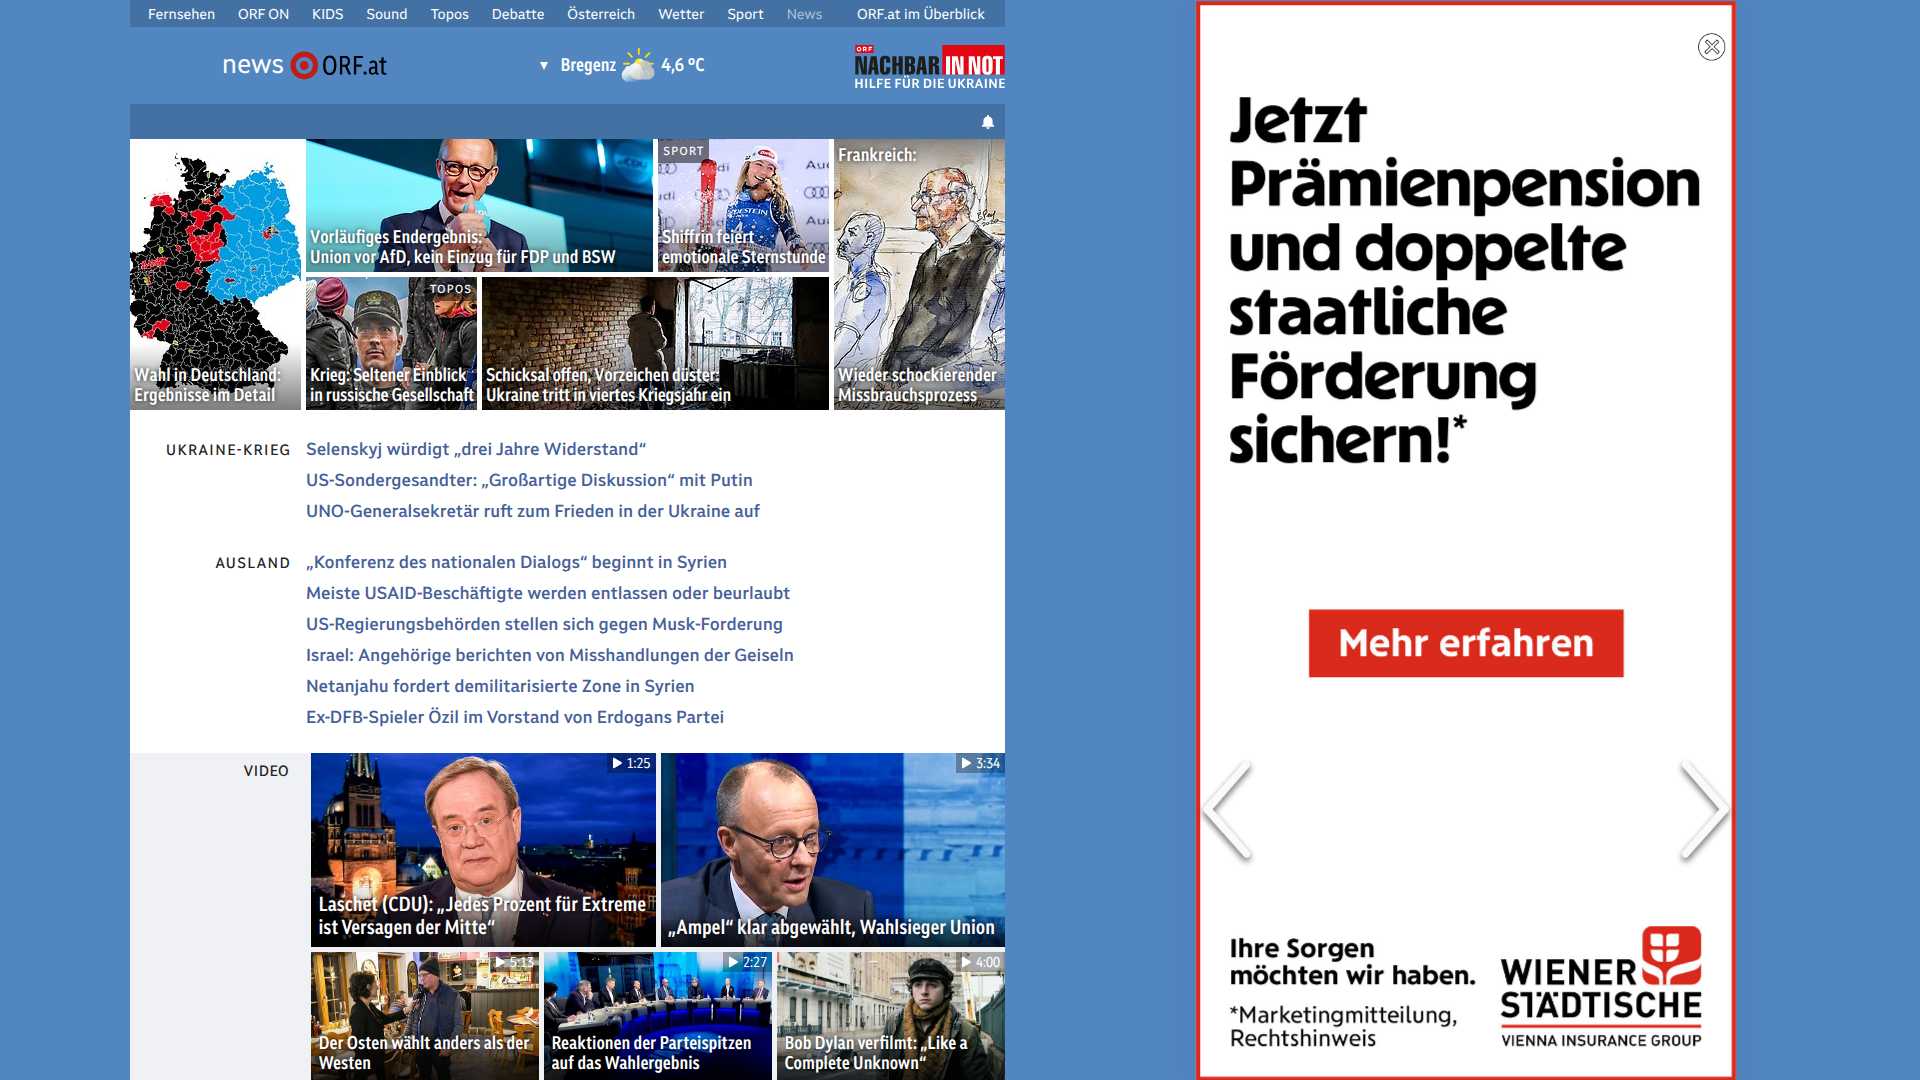 Fernsehen ORF ON KIDS Sound Topos Debatte Österreich Wetter Sport News ORF.at im Überblick
news ORF.at
▼ Bregenz 4,6 °C
ORF
NACHBAR IN NOT
HILFE FÜR DIE UKRAINE
Wahl in Deutschland:
Ergebnisse im Detail
Vorläufiges Endergebnis:
Union vor AfD, kein Einzug für FDP und BSW
SPORT
Shiffrin feiert
emotionale Sternstunde
Frankreich:
Wieder schockierender
Missbrauchsprozess
TOPOS
Krieg: Seltener Einblick
in russische Gesellschaft
Schicksal offen, Vorzeichen düster:
Ukraine tritt in viertes Kriegsjahr ein
UKRAINE-KRIEG
Selenskyj würdigt „drei Jahre Widerstand“
US-Sondergesandter: „Großartige Diskussion“ mit Putin
UNO-Generalsekretär ruft zum Frieden in der Ukraine auf
AUSLAND
„Konferenz des nationalen Dialogs“ beginnt in Syrien
Meiste USAID-Beschäftigte werden entlassen oder beurlaubt
US-Regierungsbehörden stellen sich gegen Musk-Forderung
Israel: Angehörige berichten von Misshandlungen der Geiseln
Netanjahu fordert demilitarisierte Zone in Syrien
Ex-DFB-Spieler Özil im Vorstand von Erdogans Partei
VIDEO
1:25
Laschet (CDU): „Jedes Prozent für Extreme
ist Versagen der Mitte“
3:34
„Ampel“ klar abgewählt, Wahlsieger Union
5:13
Der Osten wählt anders als der
Westen
2:27
Reaktionen der Parteispitzen
auf das Wahlergebnis
4:00
Bob Dylan verfilmt: „Like a
Complete Unknown“
Jetzt
Prämienpension
und doppelte
staatliche
Förderung
sichern!*
Mehr erfahren
Ihre Sorgen
möchten wir haben.
*Marketingmitteilung,
Rechtshinweis
WIENER
STÄDTISCHE
VIENNA INSURANCE GROUP